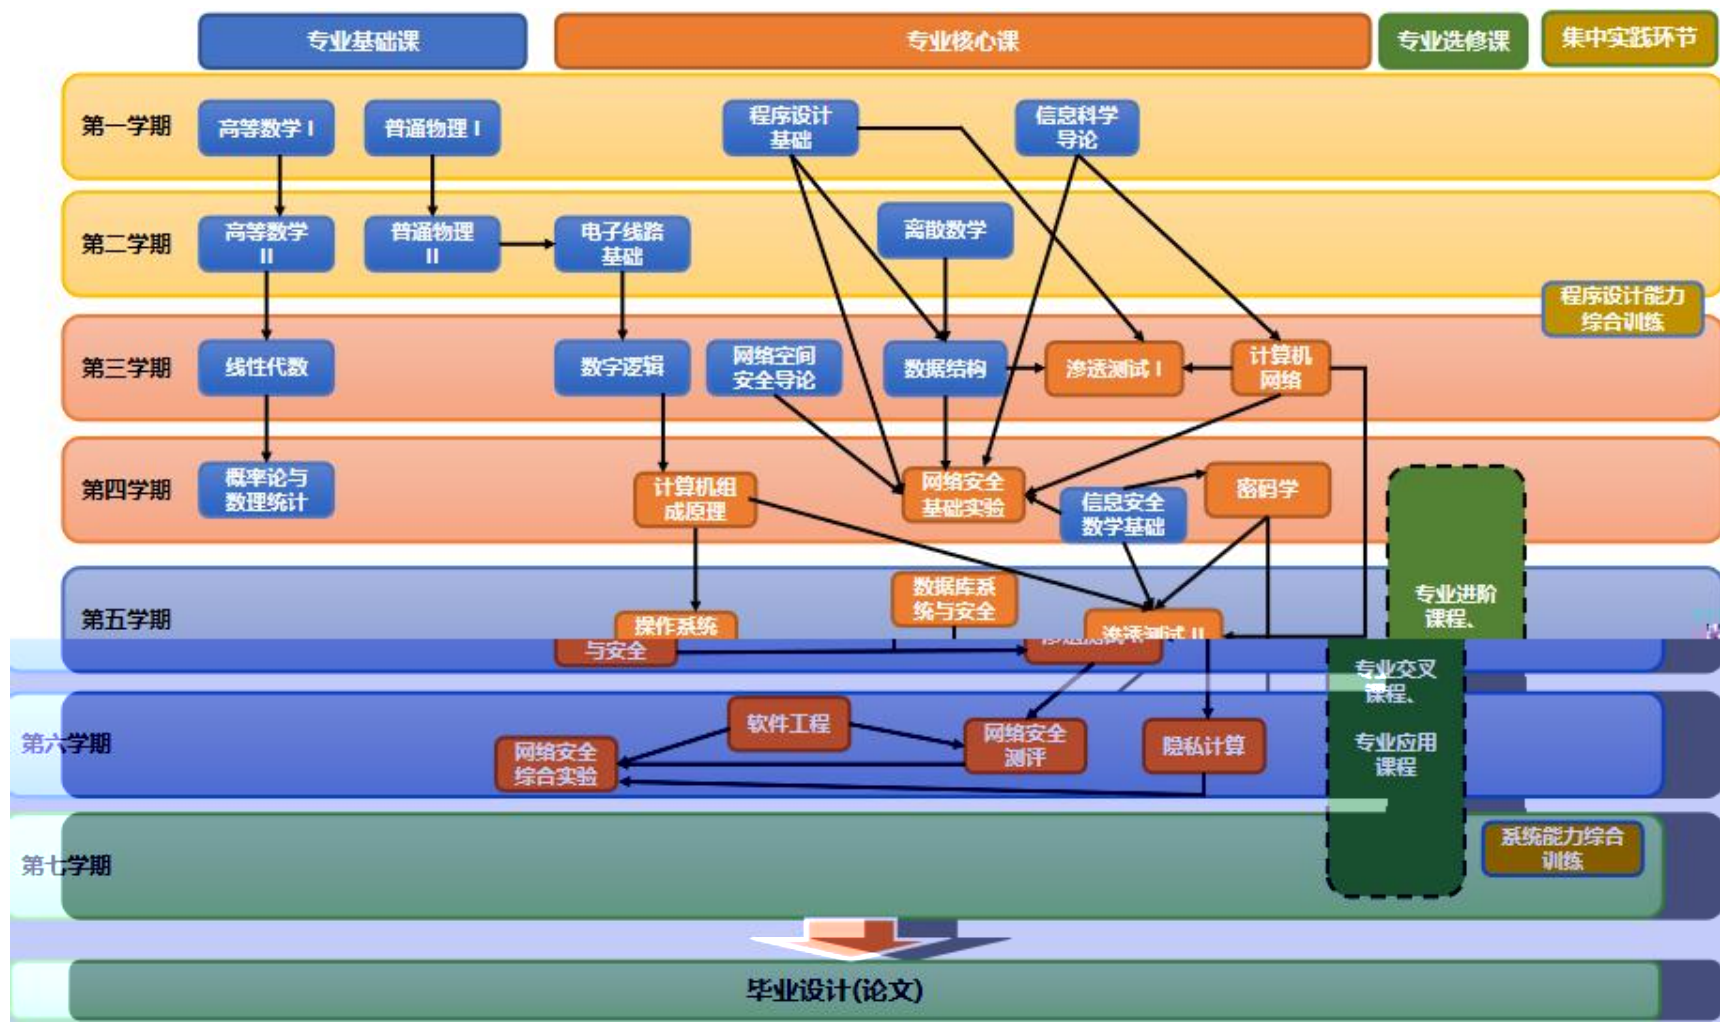 专业基础课
专业核心课
专业选修课
集中实践环节
第一学期
高等数学 I
普通物理 I
程序设计
基础
信息科学
导论
第二学期
高等数学
II
普通物理
II
电子线路
基础
离散数学
程序设计能力
综合训练
第三学期
线性代数
数字逻辑
网络空间
安全导论
数据结构
渗透测试 I
计算机
网络
第四学期
概率论与
数理统计
计算机组
成原理
网络安全
基础实验
信息安全
数学基础
密码学
第五学期
操作系统
与安全
数据库系
统与安全
渗透测试 II
专业进阶
课程、
专业交叉
课程、
专业应用
课程
第六学期
网络安全
综合实验
软件工程
网络安全
测评
隐私计算
第七学期
系统能力综合
训练
毕业设计(论文)